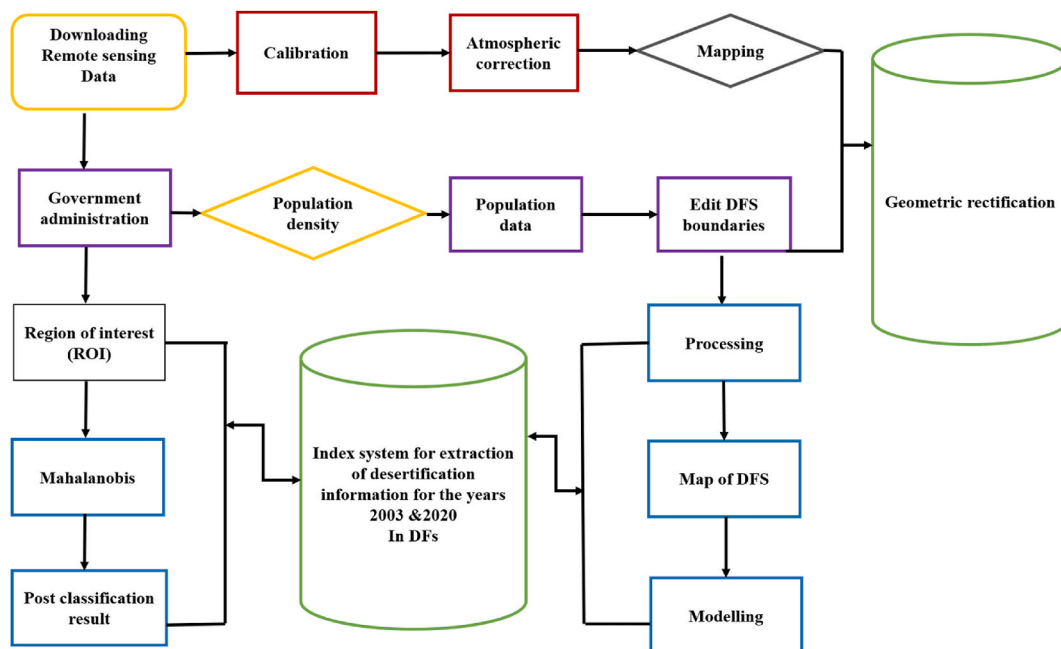 Downloading
Remote sensing
Data
Calibration
Atmospheric
correction
Mapping
Government
administration
Population
density
Population
data
Edit DFS
boundaries
Geometric rectification
Region of interest
(ROI)
Processing
Index system for extraction
of desertification
information for the years
2003 &2020
In DFs
Mahalanobis
Map of DFS
Post classification
result
Modelling